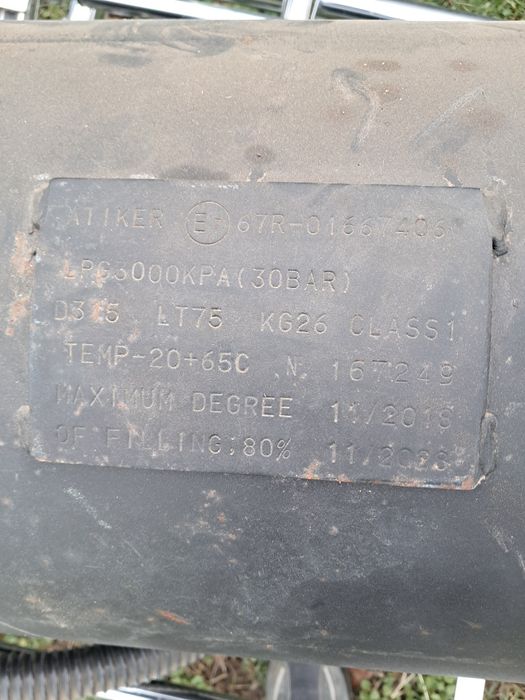 ATIKER E 67R-01667406
LPG3000KPA(30BAR)
D315 LT75 KG26 CLASS1
TEMP-20+65C N. 167249
MAXIMUM DEGREE 11/2018
OF FILLING;80% 11/2028